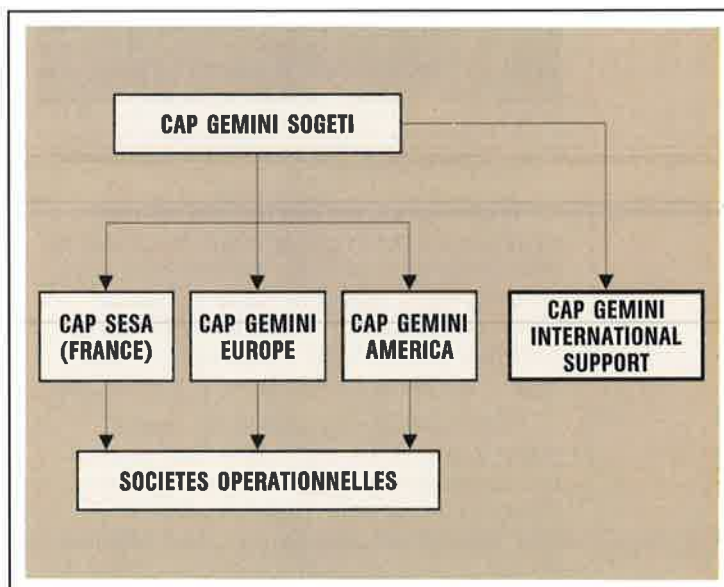 CAP GEMINI SOGETI
CAP SESA
(FRANCE)
CAP GEMINI
EUROPE
CAP GEMINI
AMERICA
CAP GEMINI
INTERNATIONAL
SUPPORT
SOCIETES OPERATIONNELLES